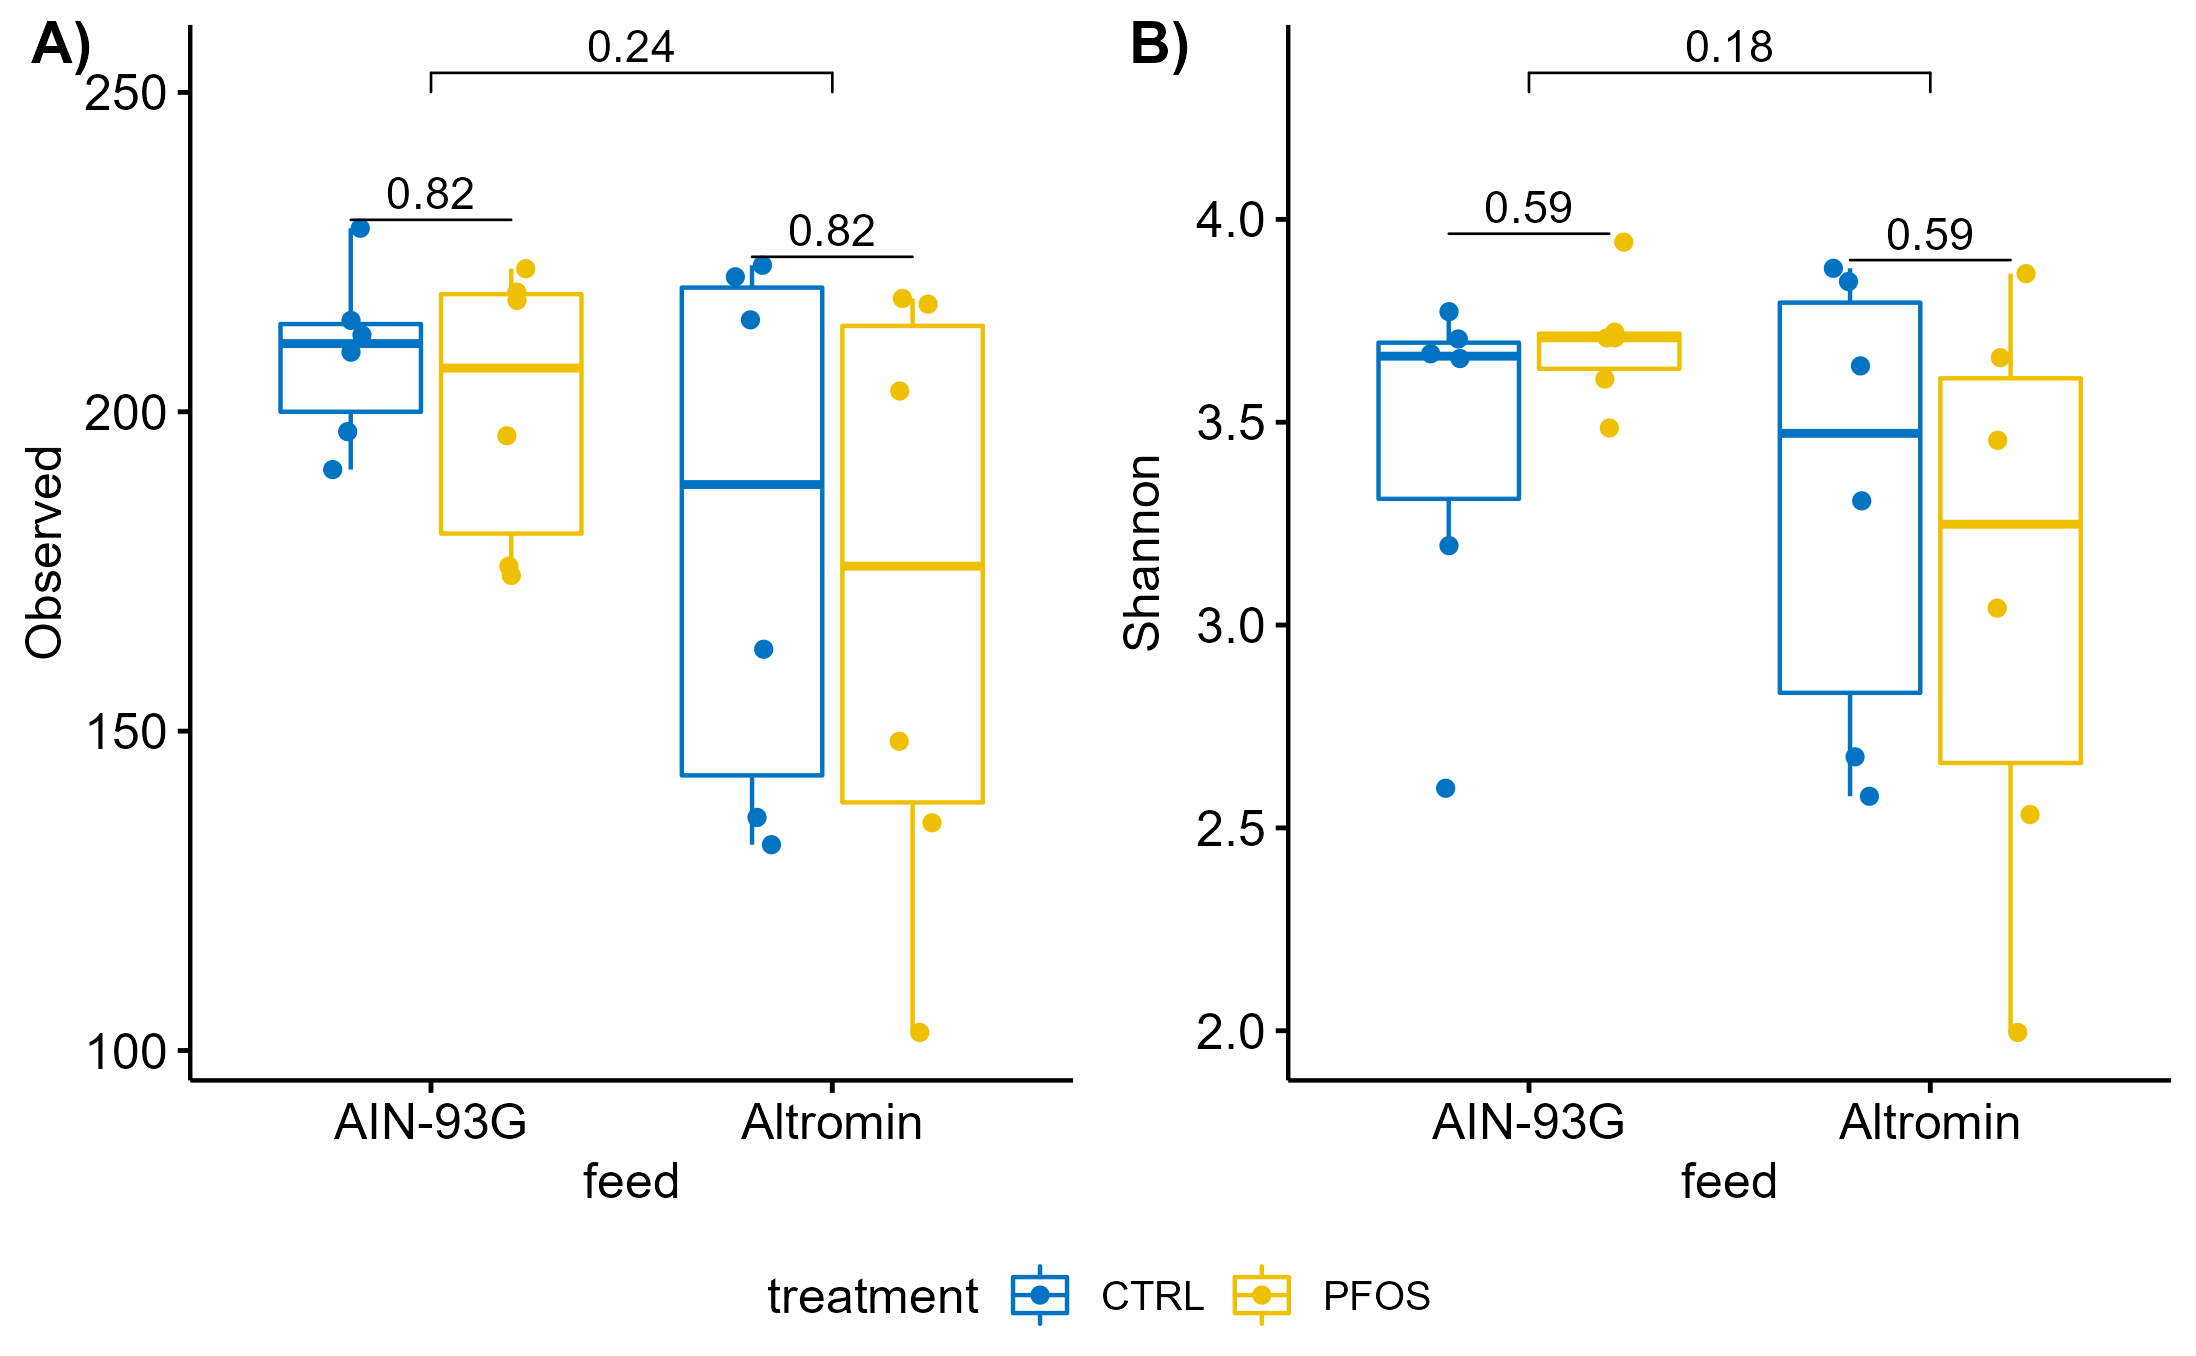 A)
0.24
250
0.82
0.82
200
150
100
Observed
AIN-93G Altromin
feed
B)
0.18
4.0
0.59
0.59
3.5
3.0
2.5
2.0
Shannon
AIN-93G Altromin
feed
treatment CTRL PFOS